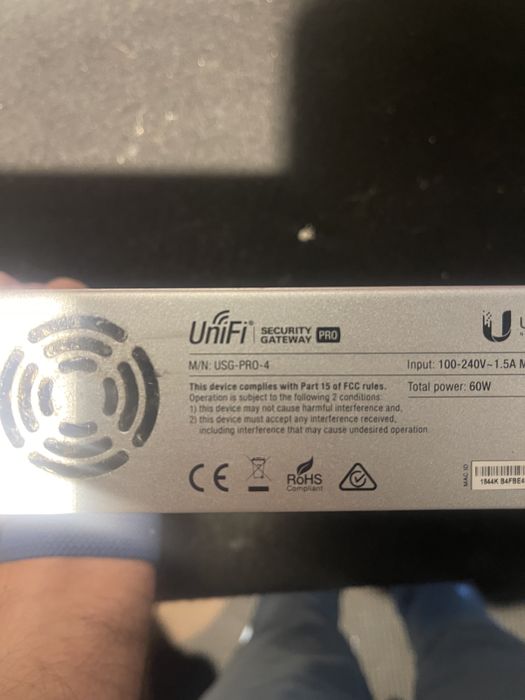 UniFi® SECURITY GATEWAY PRO
M/N: USG-PRO-4
This device complies with Part 15 of FCC rules.
Operation is subject to the following 2 conditions:
1) this device may not cause harmful interference and,
2) this device must accept any interference received,
including interference that may cause undesired operation.
CE
RoHS
Compliant
U
Input: 100-240V~1.5A M
Total power: 60W
MAC ID
1844K B4FBE4